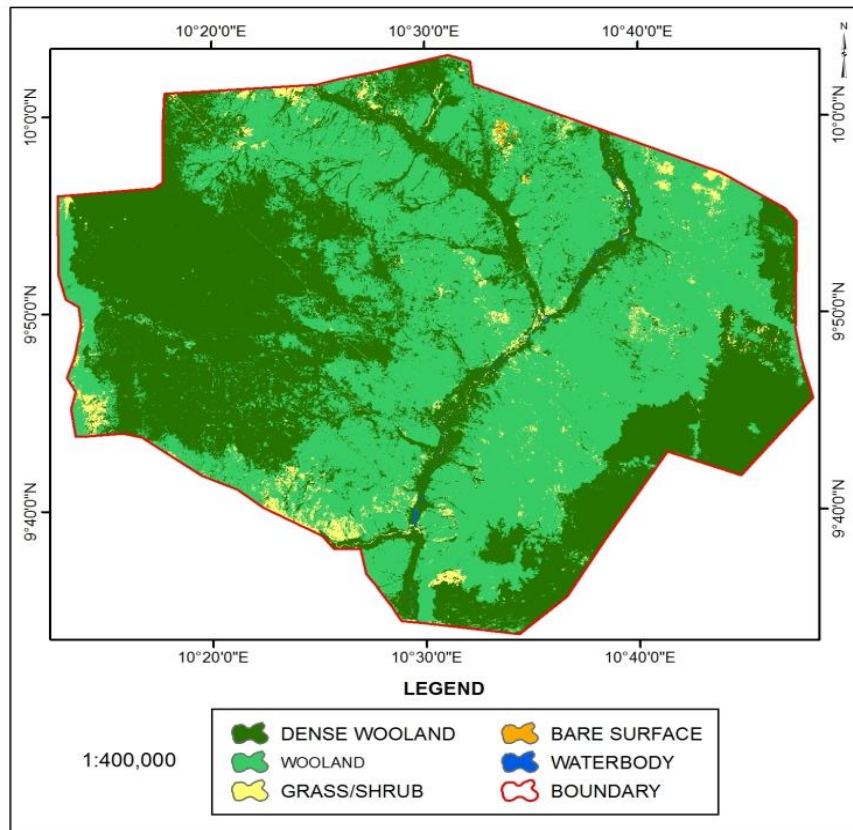 10°20'0"E 10°30'0"E 10°40'0"E
N
10°0'0"N 10°0'0"N
9°50'0"N 9°50'0"N
9°40'0"N 9°40'0"N
10°20'0"E 10°30'0"E 10°40'0"E
LEGEND
DENSE WOOLAND BARE SURFACE
1:400,000 WOOLAND WATERBODY
GRASS/SHRUB BOUNDARY